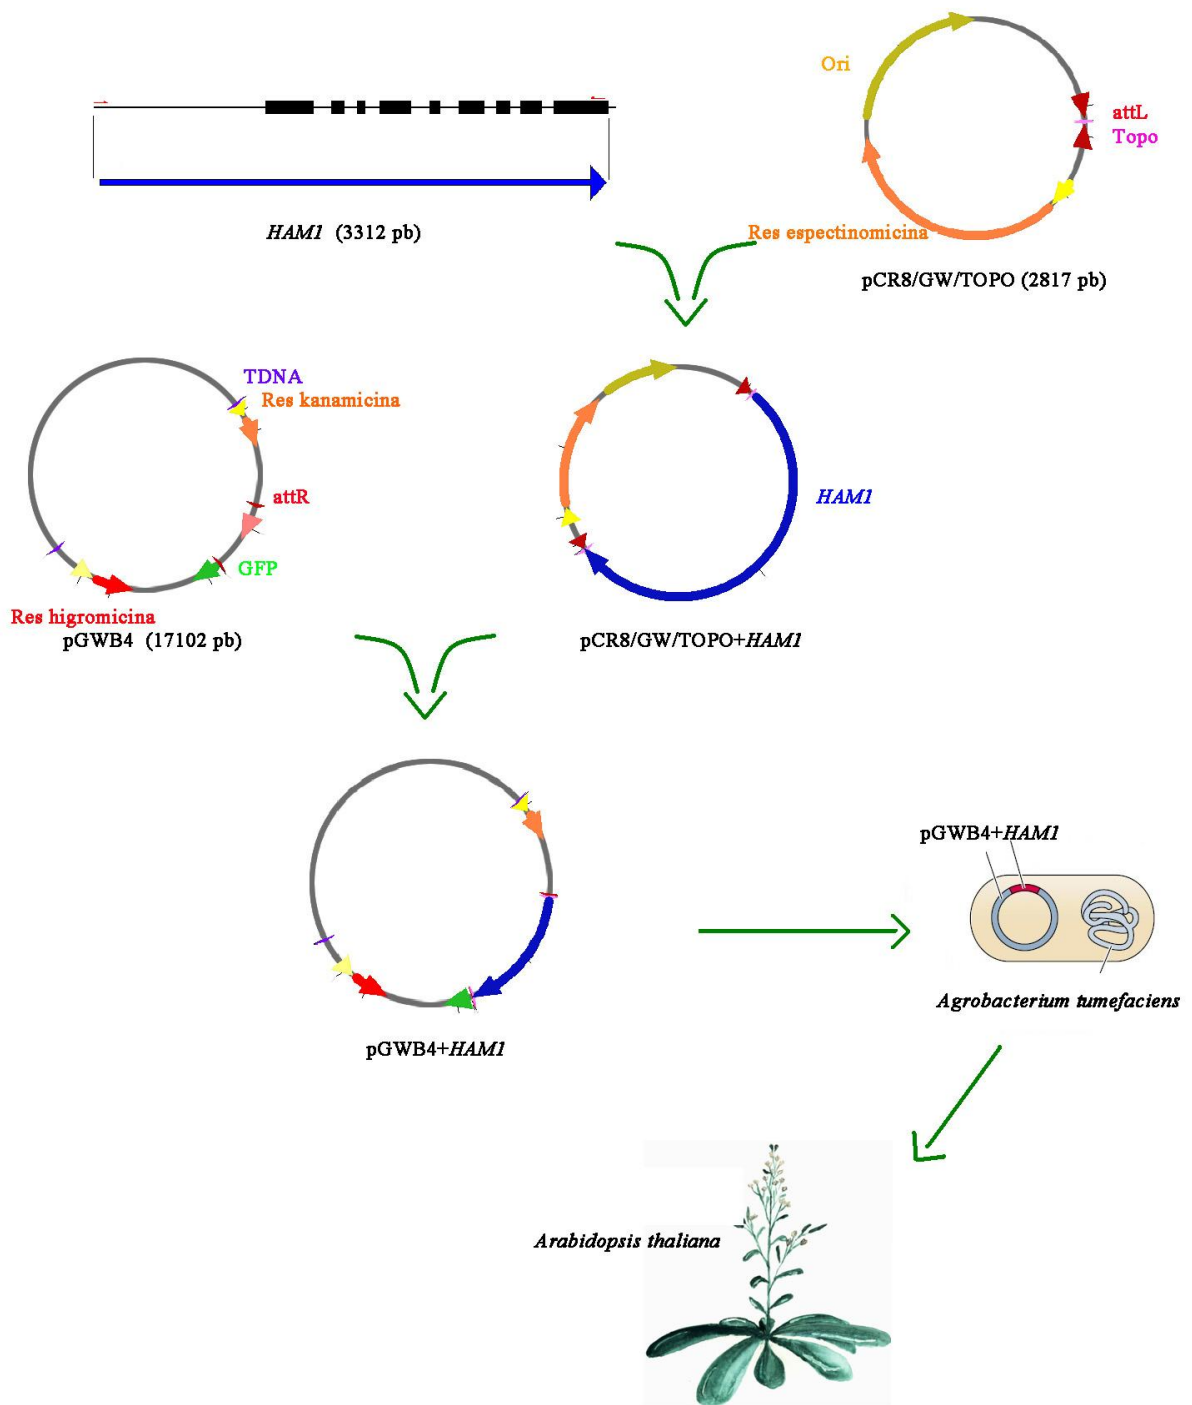 Ori
attL
Topo
HAM1 (3312 pb)
Res espectinomicina
pCR8/GW/TOPO (2817 pb)
TDNA
Res kanamicina
attR
GFP
Res higromicina
pGWB4 (17102 pb)
HAM1
pCR8/GW/TOPO+HAM1
pGWB4+HAM1
pGWB4+HAM1
Agrobacterium tumefaciens
Arabidopsis thaliana